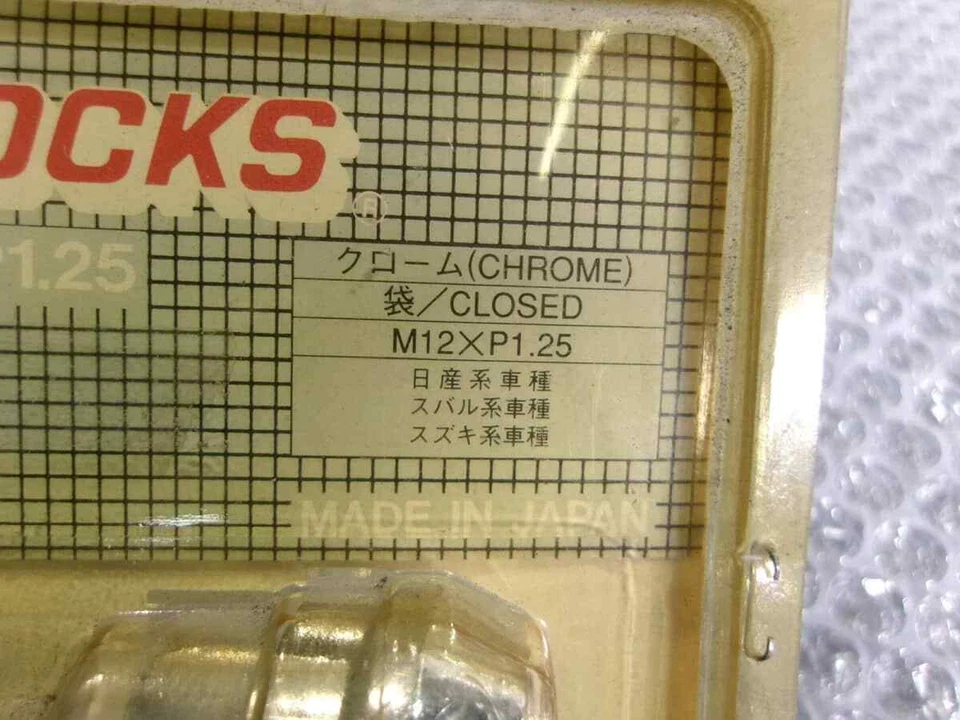 OCKS®
P1.25
クローム(CHROME)
袋/CLOSED
M12×P1.25
日産系車種
スバル系車種
スズキ系車種
MADE IN JAPAN